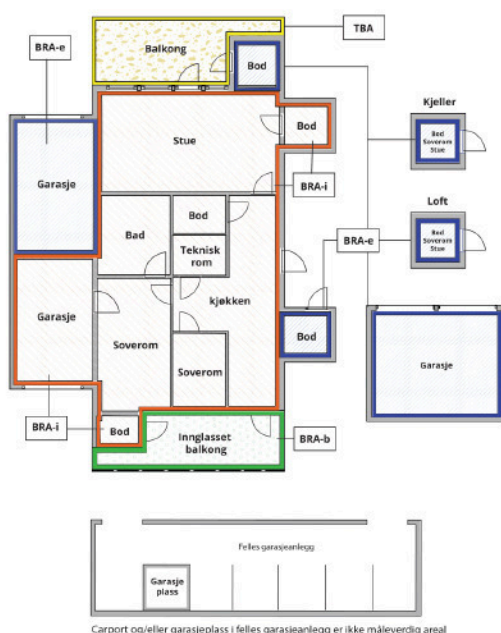 TBA
Balkong
BRA-e
Bod
Kjeller
Bod
Soverom
Stue
Bod
Stue
Garasje
BRA-i
Loft
Bod
Soverom
Stue
Bod
Bad
Teknisk
rom
BRA-e
Garasje
kjøkken
Bod
Soverom
Soverom
Garasje
BRA-i
Bod
Innglasset
balkong
BRA-b
Felles garasjeanlegg
Garasje
plass
Carport og/eller garasjeplass i felles garasjeanlegg er ikke måleverdig areal